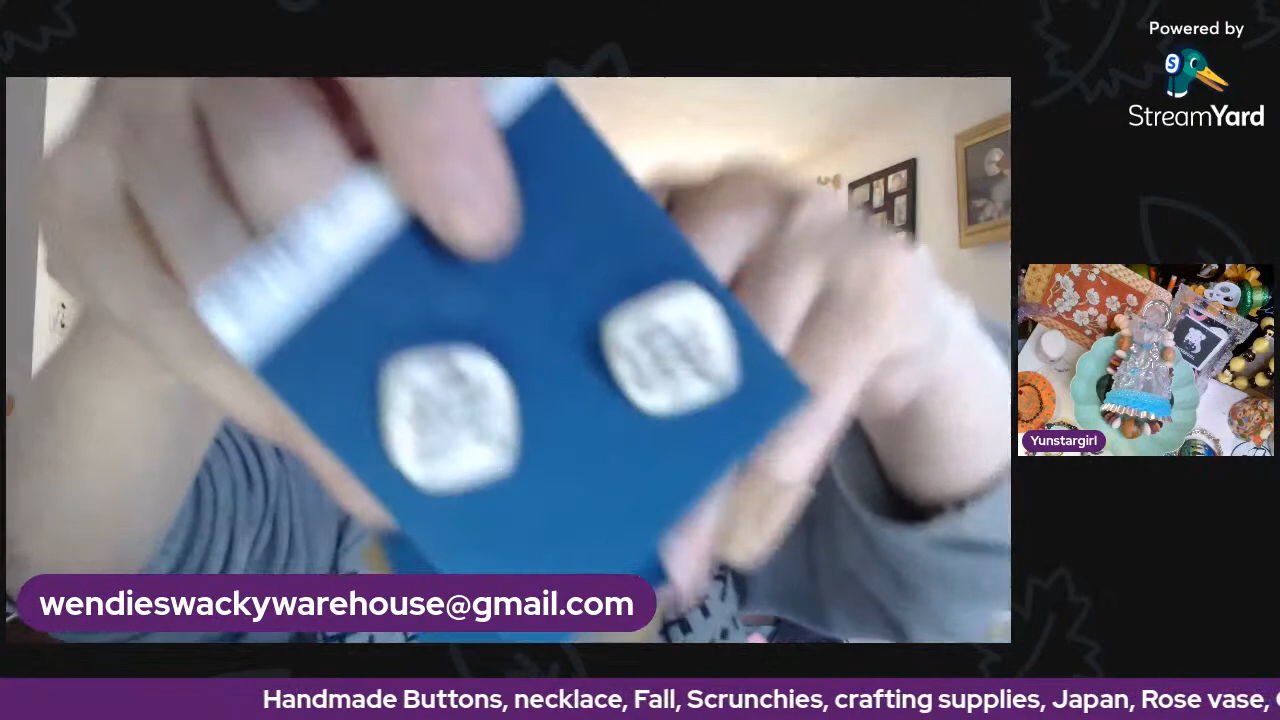 Powered by
StreamYard
Yunstargirl
wendieswackywarehouse@gmail.com
Handmade Buttons, necklace, Fall, Scrunchies, crafting supplies, Japan, Rose vase,